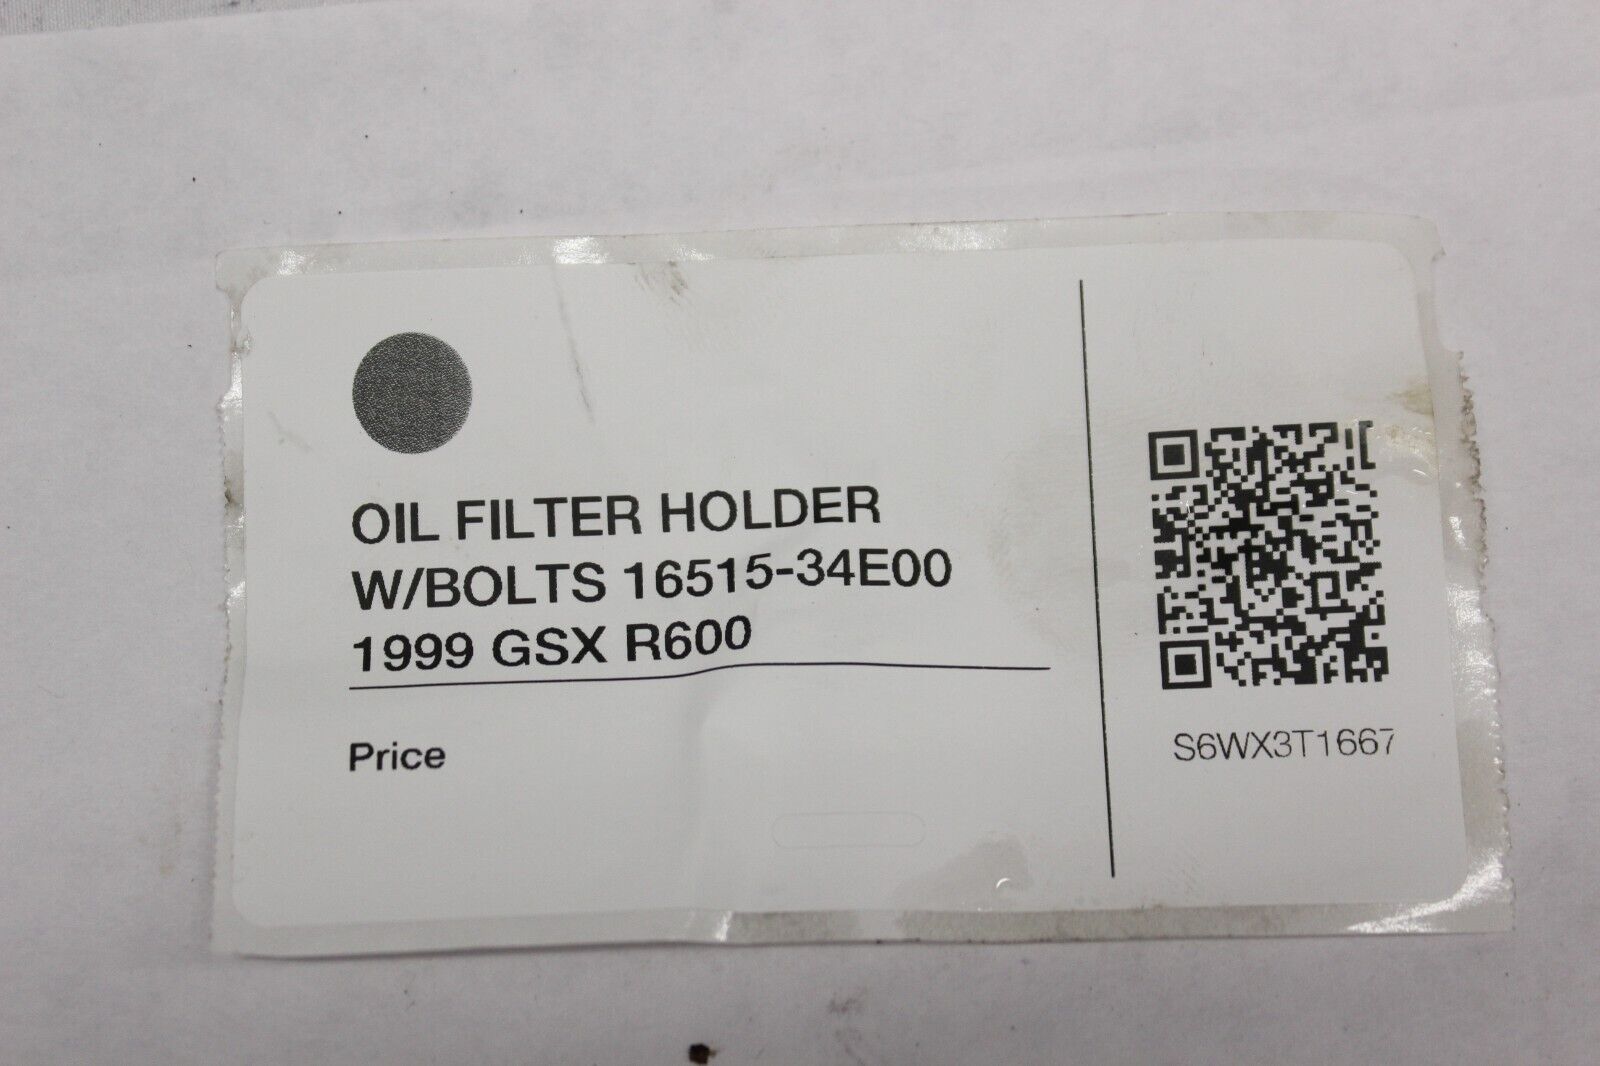 OIL FILTER HOLDER
W/BOLTS 16515-34E00
1999 GSX R600
Price
S6WX3T1667